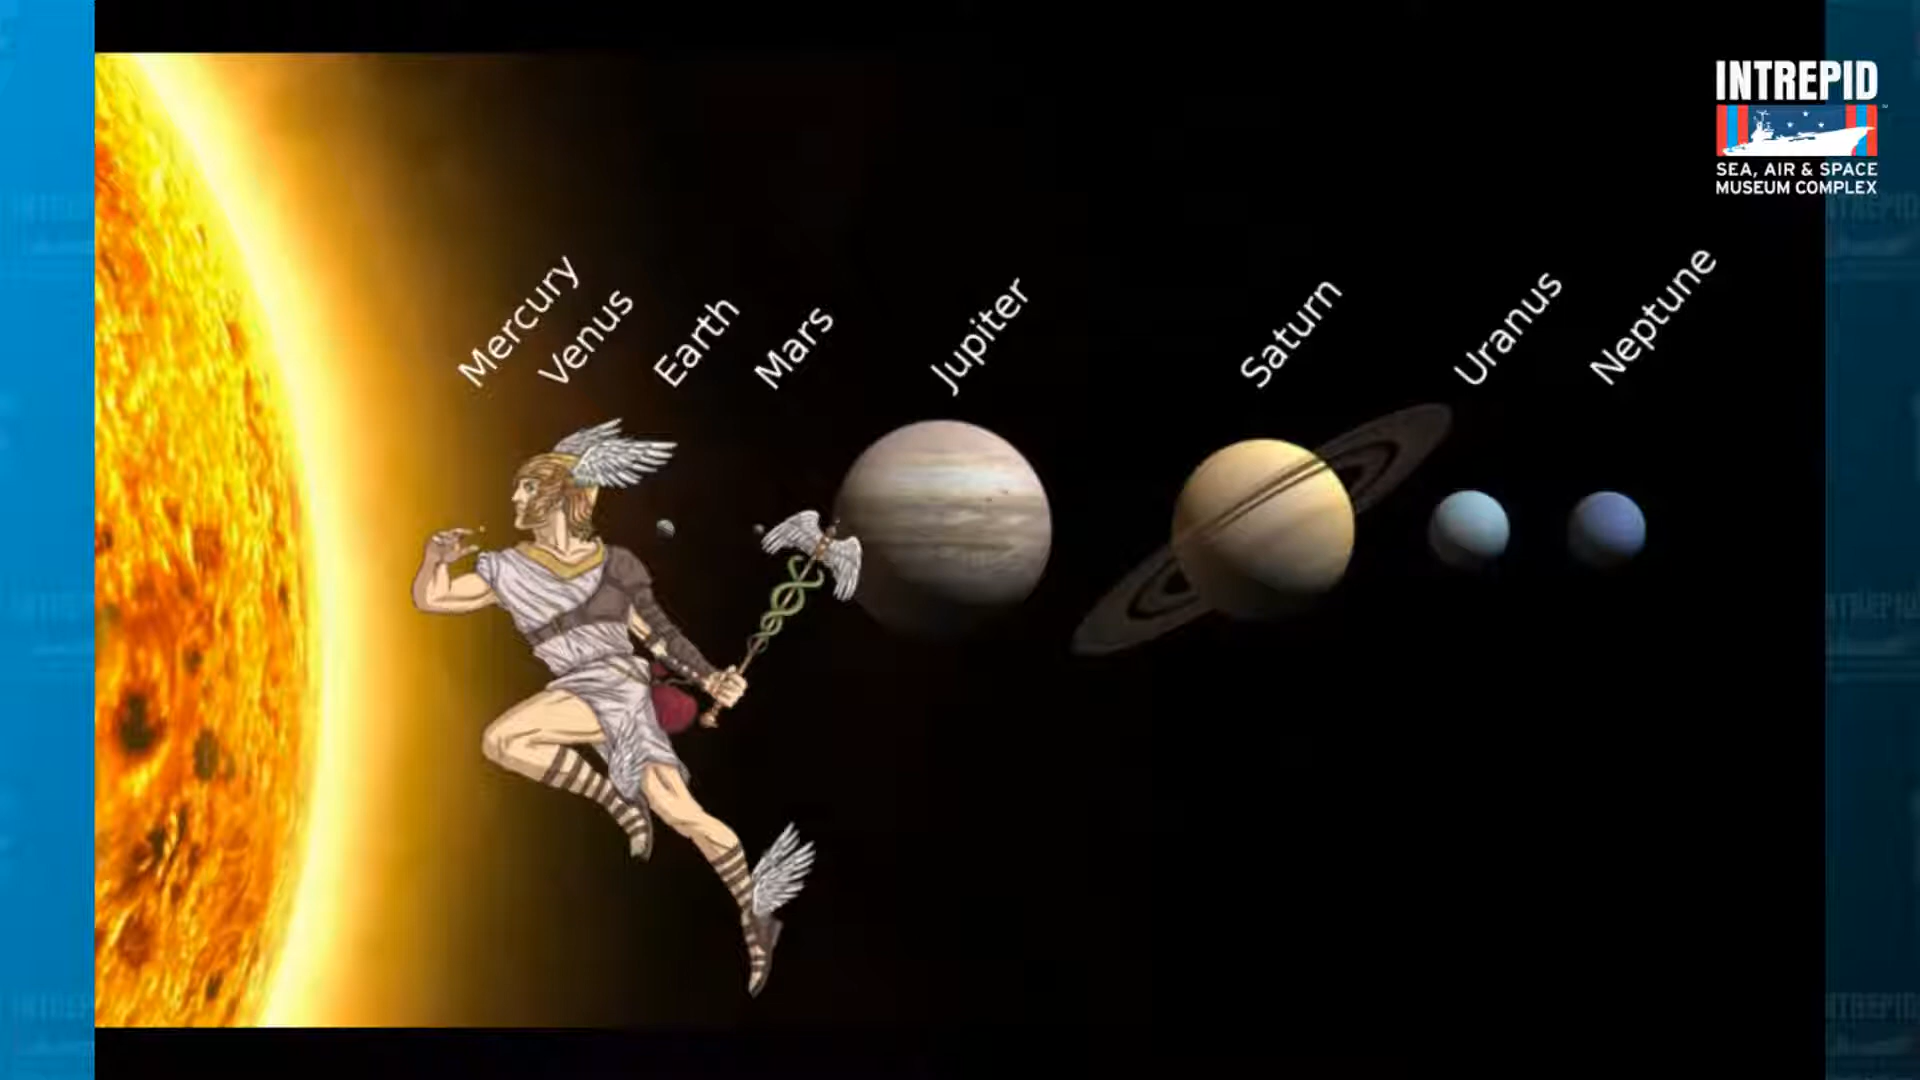 INTREPID
SEA, AIR & SPACE
MUSEUM COMPLEX
Mercury
Venus
Earth
Mars
Jupiter
Saturn
Uranus
Neptune